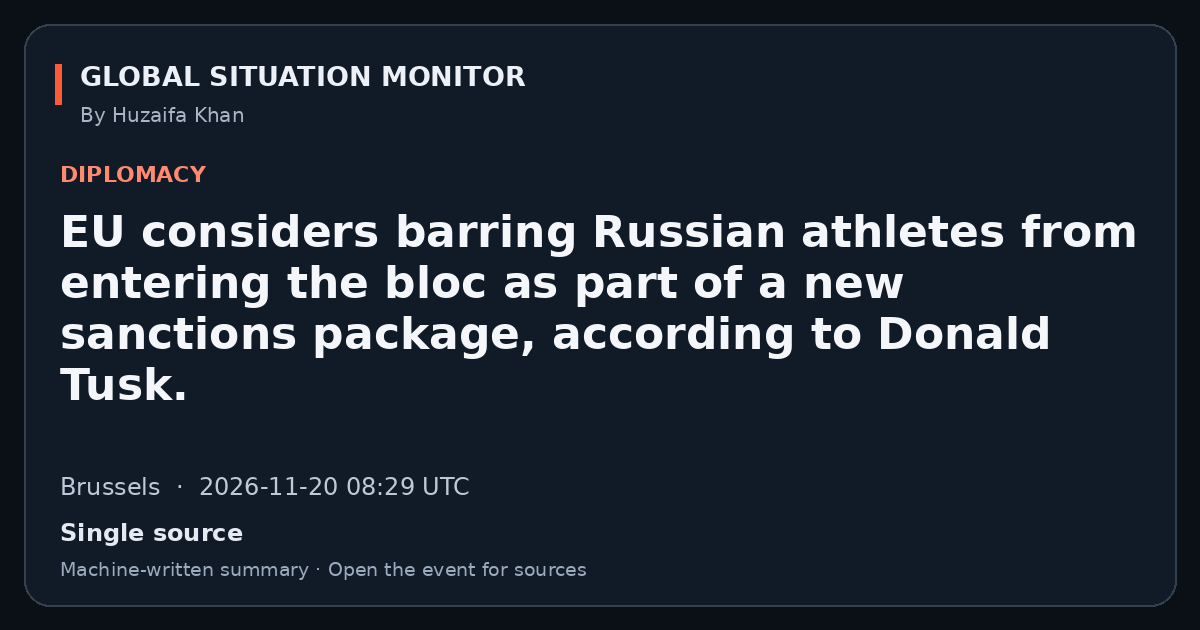 GLOBAL SITUATION MONITOR
By Huzaifa Khan
DIPLOMACY
EU considers barring Russian athletes from
entering the bloc as part of a new
sanctions package, according to Donald
Tusk.
Brussels · 2026-11-20 08:29 UTC
Single source
Machine-written summary · Open the event for sources